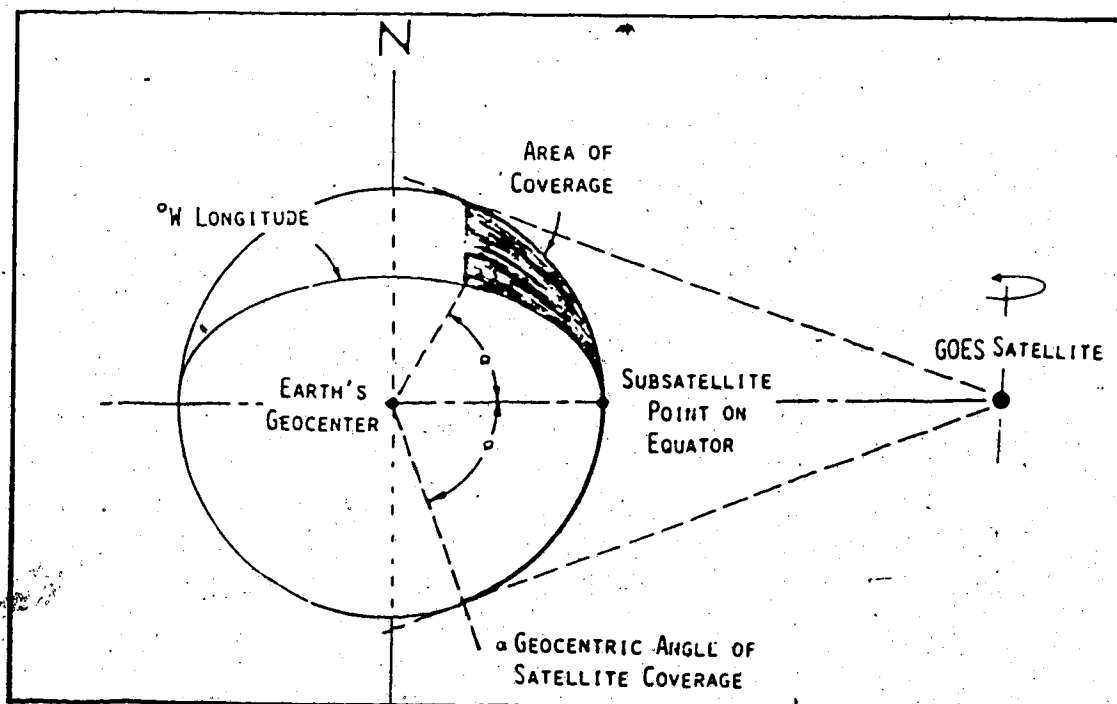 N
AREA OF
COVERAGE
°W LONGITUDE
a
GOES SATELLITE
EARTH'S
GEOCENTER
SUBSATELLITE
POINT ON
EQUATOR
a
a GEOCENTRIC ANGLE OF
SATELLITE COVERAGE